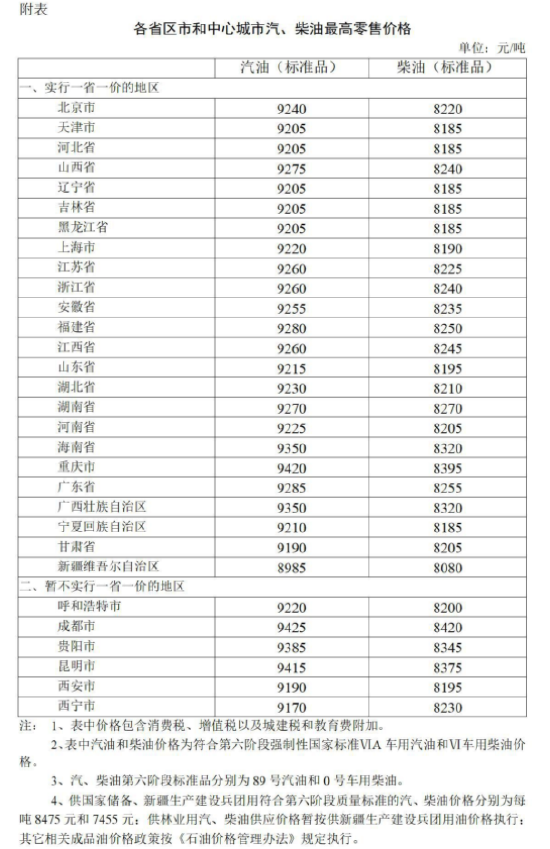 附表
各省区市和中心城市汽、柴油最高零售价格
单位：元/吨
汽油（标准品） 柴油（标准品）
一、实行一省一价的地区
北京市 9240 8220
天津市 9205 8185
河北省 9205 8185
山西省 9275 8240
辽宁省 9205 8185
吉林省 9205 8185
黑龙江省 9205 8185
上海市 9220 8190
江苏省 9260 8225
浙江省 9260 8240
安徽省 9255 8235
福建省 9280 8250
江西省 9260 8245
山东省 9215 8195
湖北省 9230 8210
湖南省 9270 8270
河南省 9225 8205
海南省 9350 8320
重庆市 9420 8395
广东省 9285 8255
广西壮族自治区 9350 8320
宁夏回族自治区 9210 8185
甘肃省 9190 8205
新疆维吾尔自治区 8985 8080
二、暂不实行一省一价的地区
呼和浩特市 9220 8200
成都市 9425 8420
贵阳市 9385 8345
昆明市 9415 8375
西安市 9190 8195
西宁市 9170 8230
注： 1、表中价格包含消费税、增值税以及城建税和教育费附加。
2、表中汽油和柴油价格为符合第六阶段强制性国家标准ⅥA 车用汽油和Ⅵ车用柴油价
格。
3、汽、柴油第六阶段标准品分别为 89 号汽油和 0 号车用柴油。
4、供国家储备、新疆生产建设兵团用符合第六阶段质量标准的汽、柴油价格分别为每
吨 8475 元和 7455 元；供林业用汽、柴油供应价格暂按供新疆生产建设兵团用油价格执行；
其它相关成品油价格政策按《石油价格管理办法》规定执行。